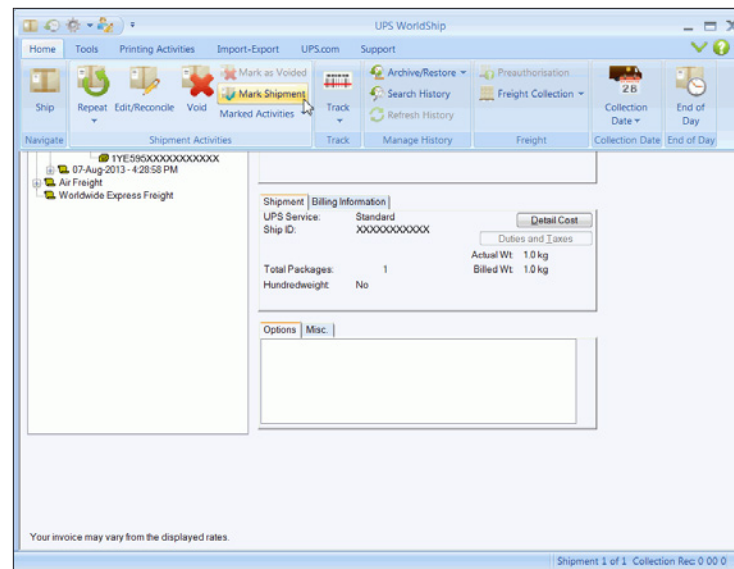 UPS WorldShip
Home Tools Printing Activities Import-Export UPS.com Support
Ship
Repeat
Edit/Reconcile
Void
Mark as Voided
Mark Shipment
Marked Activities
Track
Archive/Restore
Search History
Refresh History
Preauthorisation
Freight Collection
28
Collection
Date
End of
Day
Navigate Shipment Activities Track Manage History Freight Collection Date End of Day
1YE595XXXXXXXXXXX
07-Aug-2013 - 4:28:58 PM
Air Freight
Worldwide Express Freight
Shipment Billing Information
UPS Service: Standard
Detail Cost
Ship ID: XXXXXXXXXXX
Duties and Taxes
Actual Wt: 1.0 kg
Total Packages: 1 Billed Wt: 1.0 kg
Hundredweight: No
Options Misc.
Your invoice may vary from the displayed rates.
Shipment 1 of 1 Collection Rec: 0 00 0